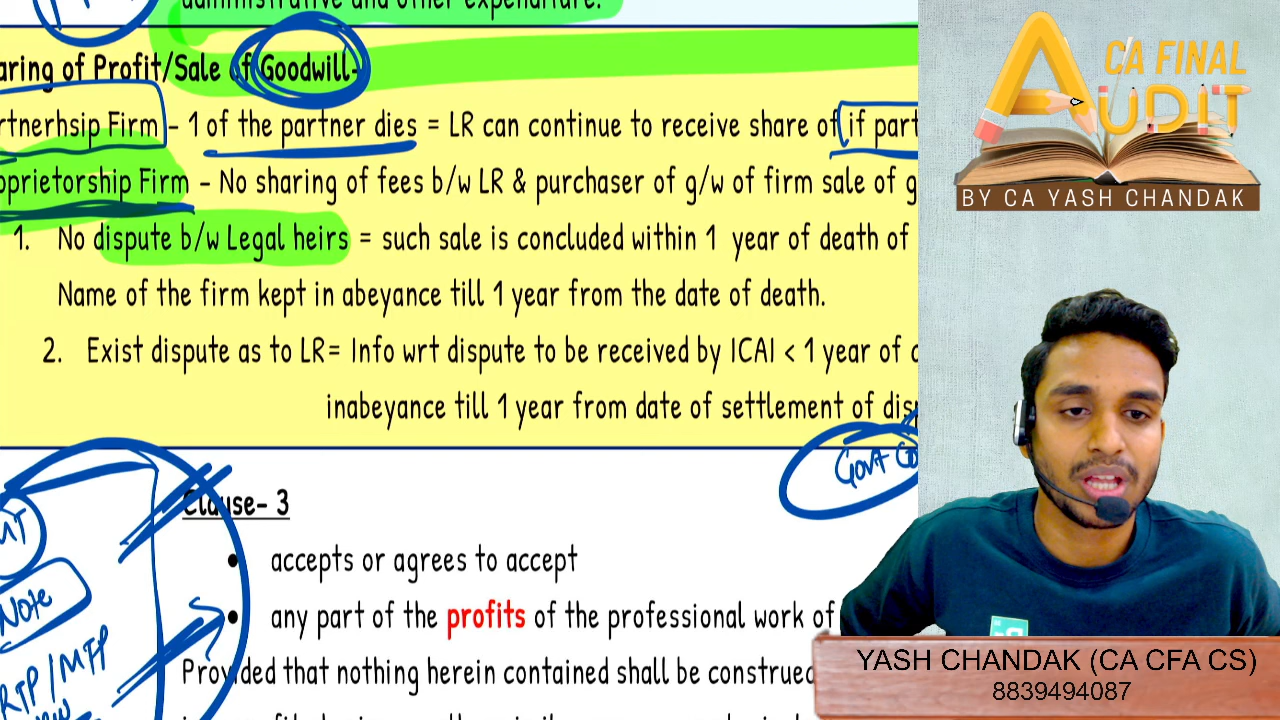 administrative and other expenditure.
aring of Profit/Sale of Goodwill-
rtnerhsip Firm – 1 of the partner dies = LR can continue to receive share of if part
oprietorship Firm – No sharing of fees b/w LR & purchaser of g/w of firm sale of g
1. No dispute b/w Legal heirs = such sale is concluded within 1 year of death of
Name of the firm kept in abeyance till 1 year from the date of death.
2. Exist dispute as to LR= Info wrt dispute to be received by ICAI < 1 year of d
inabeyance till 1 year from date of settlement of disp
Govt Co
Clause- 3
• accepts or agrees to accept
• any part of the profits of the professional work of
Provided that nothing herein contained shall be construed
MT
Note
RTP/MTP
CA FINAL
AUDIT
BY CA YASH CHANDAK
YASH CHANDAK (CA CFA CS)
8839494087